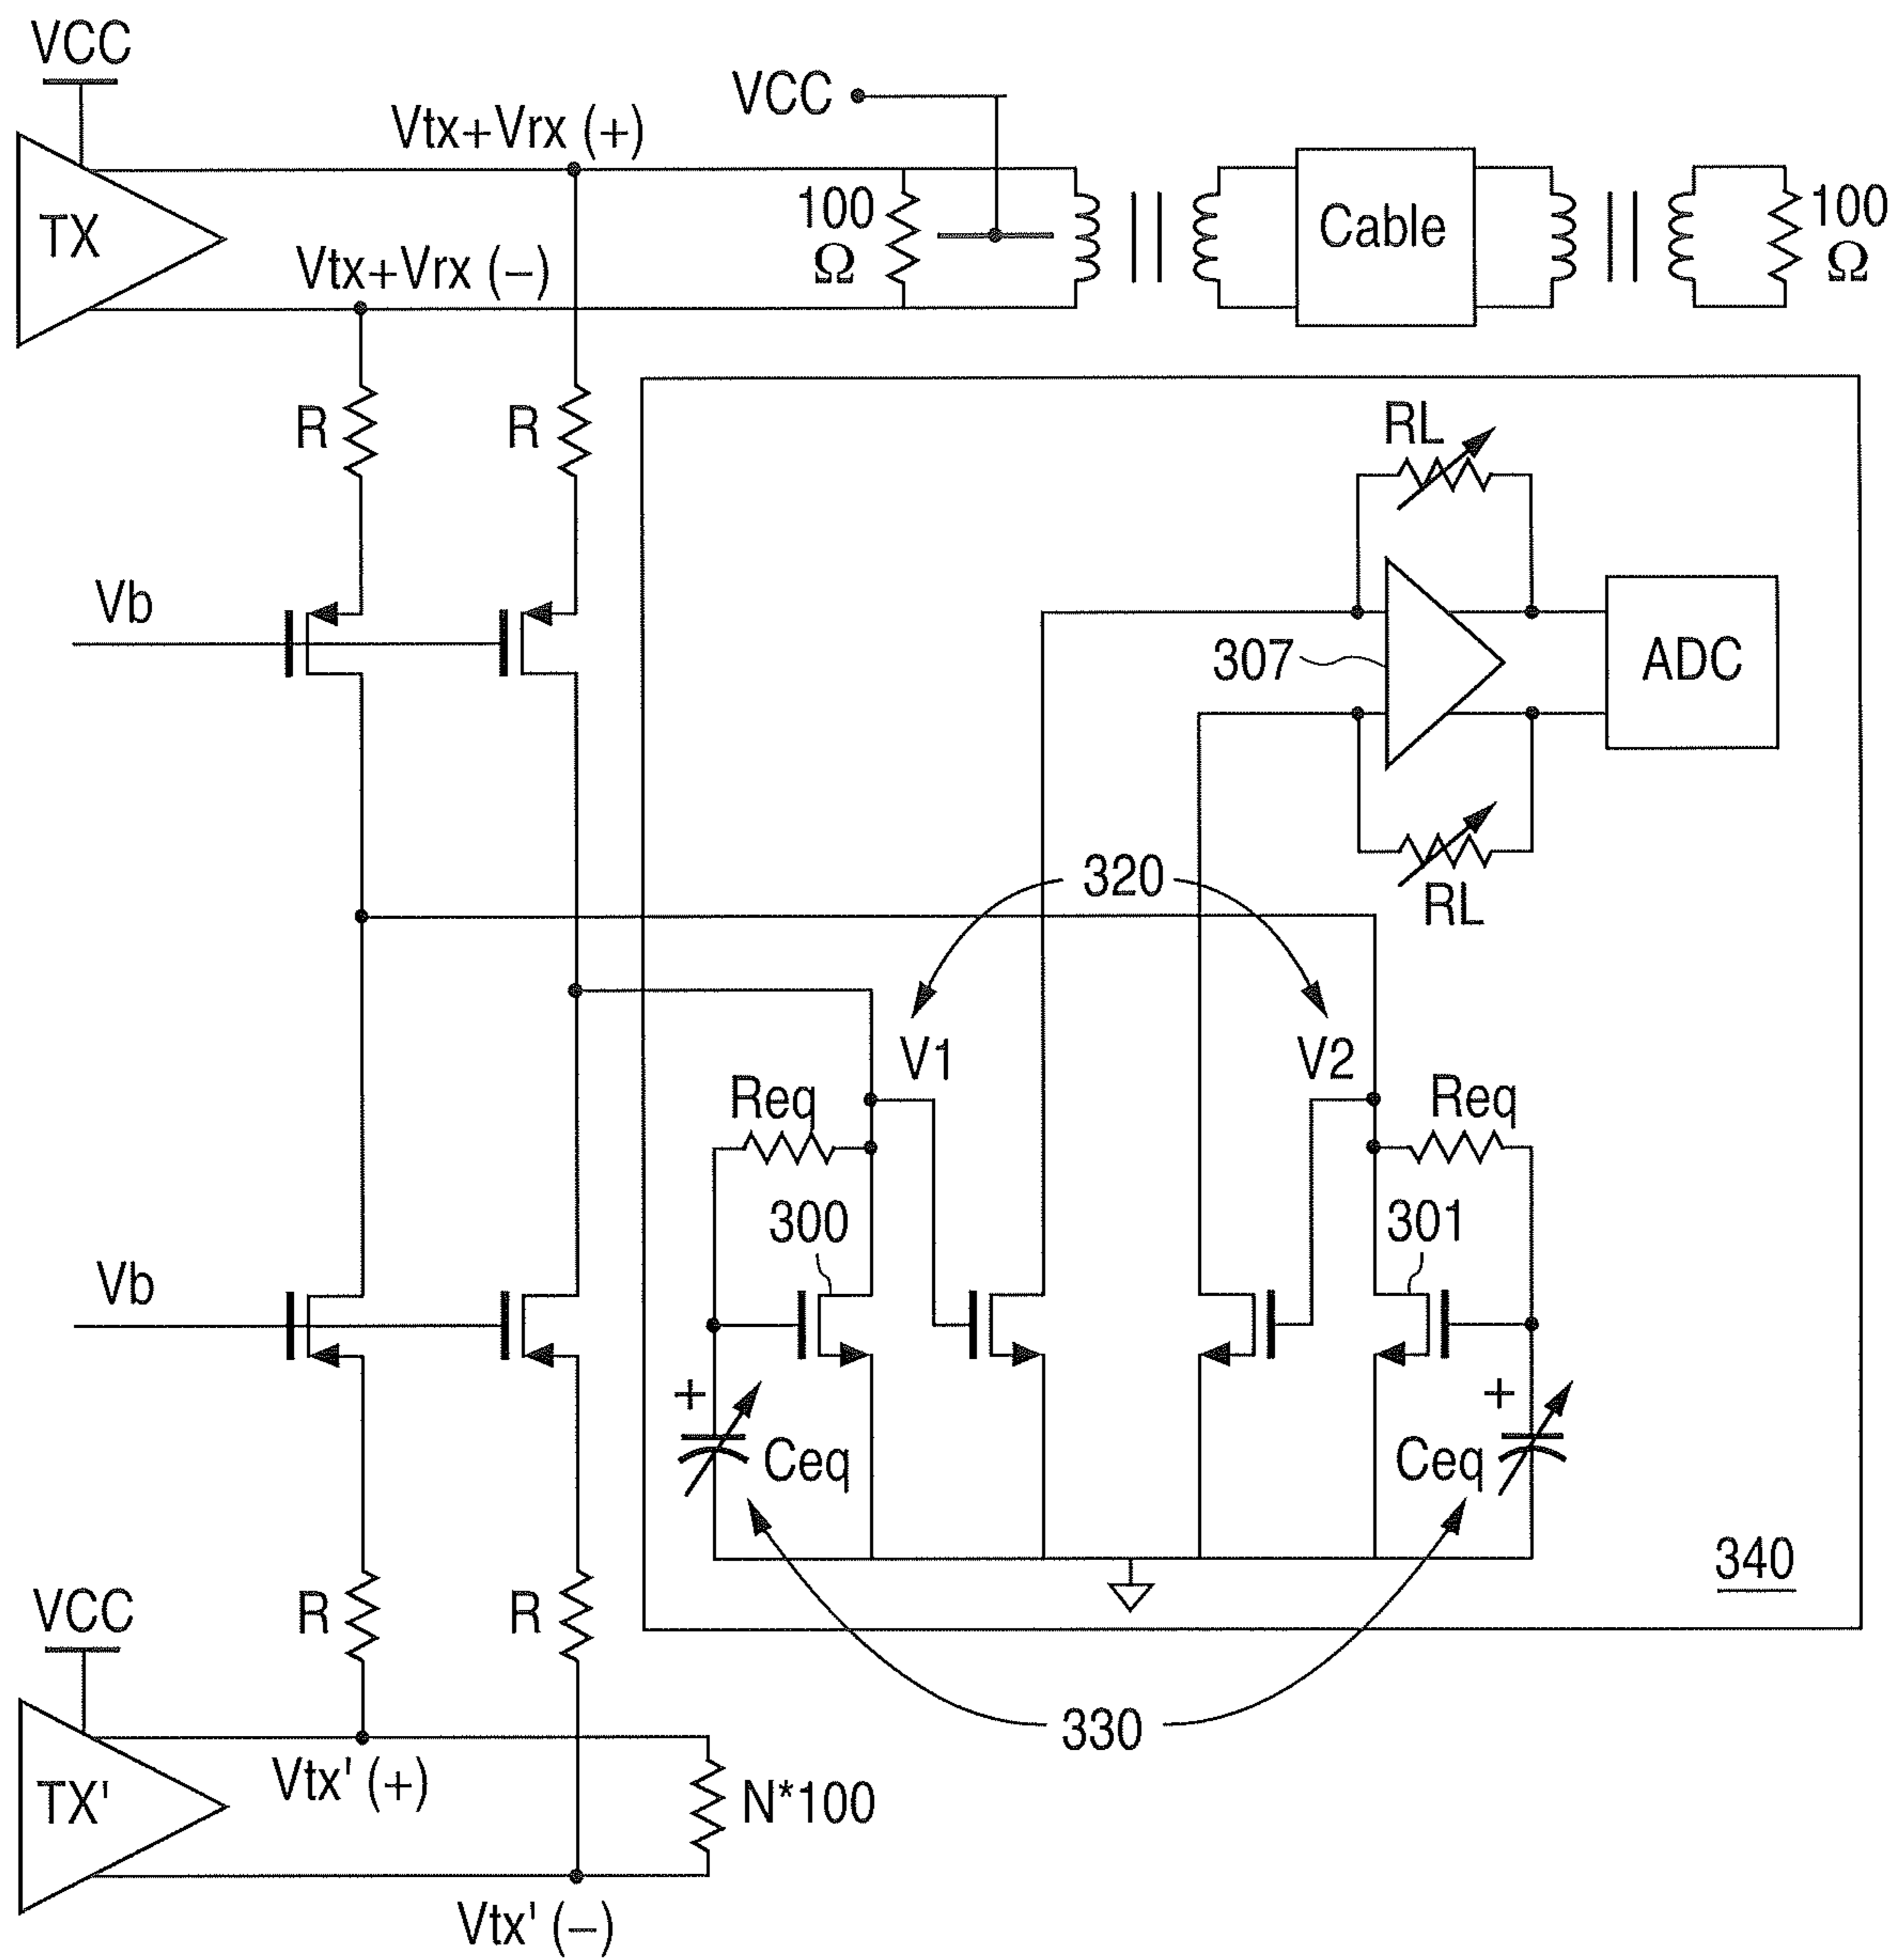 VCC
VCC
Vtx+Vrx (+)
TX
Vtx+Vrx (–)
100
Ω
Cable
100
Ω
R
R
RL
Vb
307
ADC
RL
320
V1
V2
Req
Req
300
301
Vb
+
Ceq
+
Ceq
340
VCC
R
R
330
TX'
Vtx' (+)
N*100
Vtx' (–)